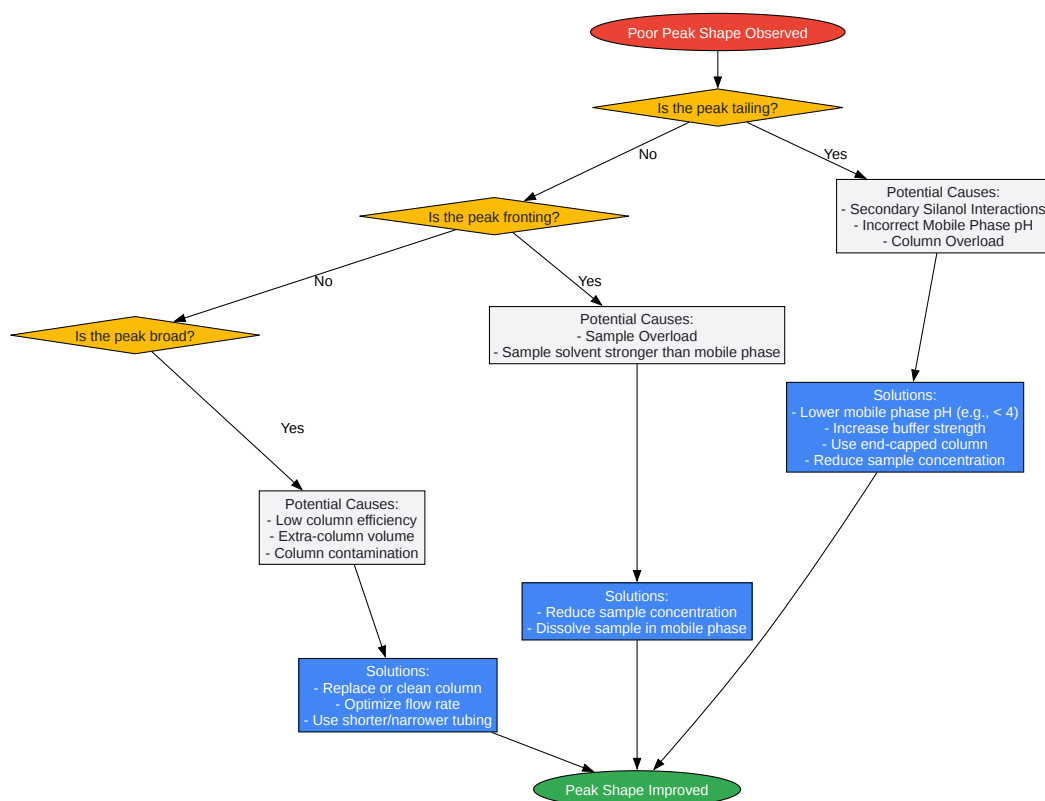 Poor Peak Shape Observed
Is the peak tailing?
No
Yes
Potential Causes:
- Secondary Silanol Interactions
- Incorrect Mobile Phase pH
- Column Overload
Is the peak fronting?
No
Yes
Potential Causes:
- Sample Overload
- Sample solvent stronger than mobile phase
Is the peak broad?
Solutions:
- Lower mobile phase pH (e.g., < 4)
- Increase buffer strength
- Use end-capped column
- Reduce sample concentration
Yes
Potential Causes:
- Low column efficiency
- Extra-column volume
- Column contamination
Solutions:
- Reduce sample concentration
- Dissolve sample in mobile phase
Solutions:
- Replace or clean column
- Optimize flow rate
- Use shorter/narrower tubing
Peak Shape Improved